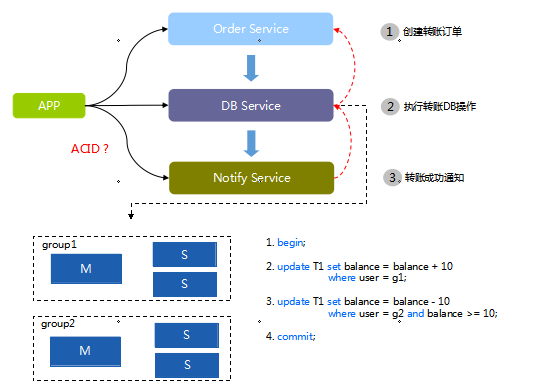 Order Service
1 创建转账订单
APP
DB Service
2 执行转账DB操作
ACID ?
Notify Service
3 转账成功通知
group1
M
S
S
group2
M
S
S
1. begin;
2. update T1 set balance = balance + 10
where user = g1;
3. update T1 set balance = balance - 10
where user = g2 and balance >= 10;
4. commit;